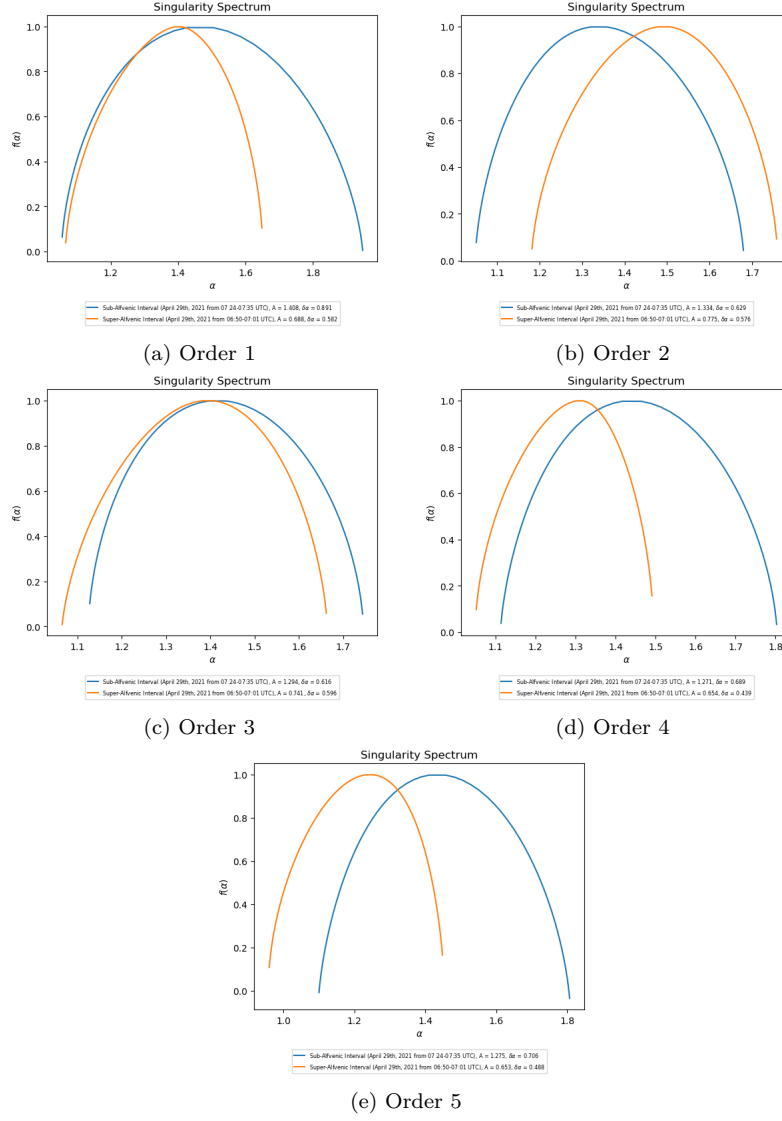 Singularity Spectrum
1.0
0.8
0.6
0.4
0.2
0.0
f(α)
1.2 1.4 1.6 1.8
α
Sub-Alfvenic Interval (April 29th, 2021 from 07:24-07:35 UTC), A = 1.408, δα = 0.891
Super-Alfvenic Interval (April 29th, 2021 from 06:50-07:01 UTC), A = 0.688, δα = 0.582
(a) Order 1
Singularity Spectrum
1.0
0.8
0.6
0.4
0.2
0.0
f(α)
1.1 1.2 1.3 1.4 1.5 1.6 1.7
α
Sub-Alfvenic Interval (April 29th, 2021 from 07:24-07:35 UTC), A = 1.334, δα = 0.629
Super-Alfvenic Interval (April 29th, 2021 from 06:50-07:01 UTC), A = 0.775, δα = 0.576
(b) Order 2
Singularity Spectrum
1.0
0.8
0.6
0.4
0.2
0.0
f(α)
1.1 1.2 1.3 1.4 1.5 1.6 1.7
α
Sub-Alfvenic Interval (April 29th, 2021 from 07:24-07:35 UTC), A = 1.294, δα = 0.616
Super-Alfvenic Interval (April 29th, 2021 from 06:50-07:01 UTC), A = 0.741, δα = 0.596
(c) Order 3
Singularity Spectrum
1.0
0.8
0.6
0.4
0.2
0.0
f(α)
1.1 1.2 1.3 1.4 1.5 1.6 1.7 1.8
α
Sub-Alfvenic Interval (April 29th, 2021 from 07:24-07:35 UTC), A = 1.271, δα = 0.689
Super-Alfvenic Interval (April 29th, 2021 from 06:50-07:01 UTC), A = 0.654, δα = 0.439
(d) Order 4
Singularity Spectrum
1.0
0.8
0.6
0.4
0.2
0.0
f(α)
1.0 1.2 1.4 1.6 1.8
α
Sub-Alfvenic Interval (April 29th, 2021 from 07:24-07:35 UTC), A = 1.275, δα = 0.706
Super-Alfvenic Interval (April 29th, 2021 from 06:50-07:01 UTC), A = 0.653, δα = 0.488
(e) Order 5